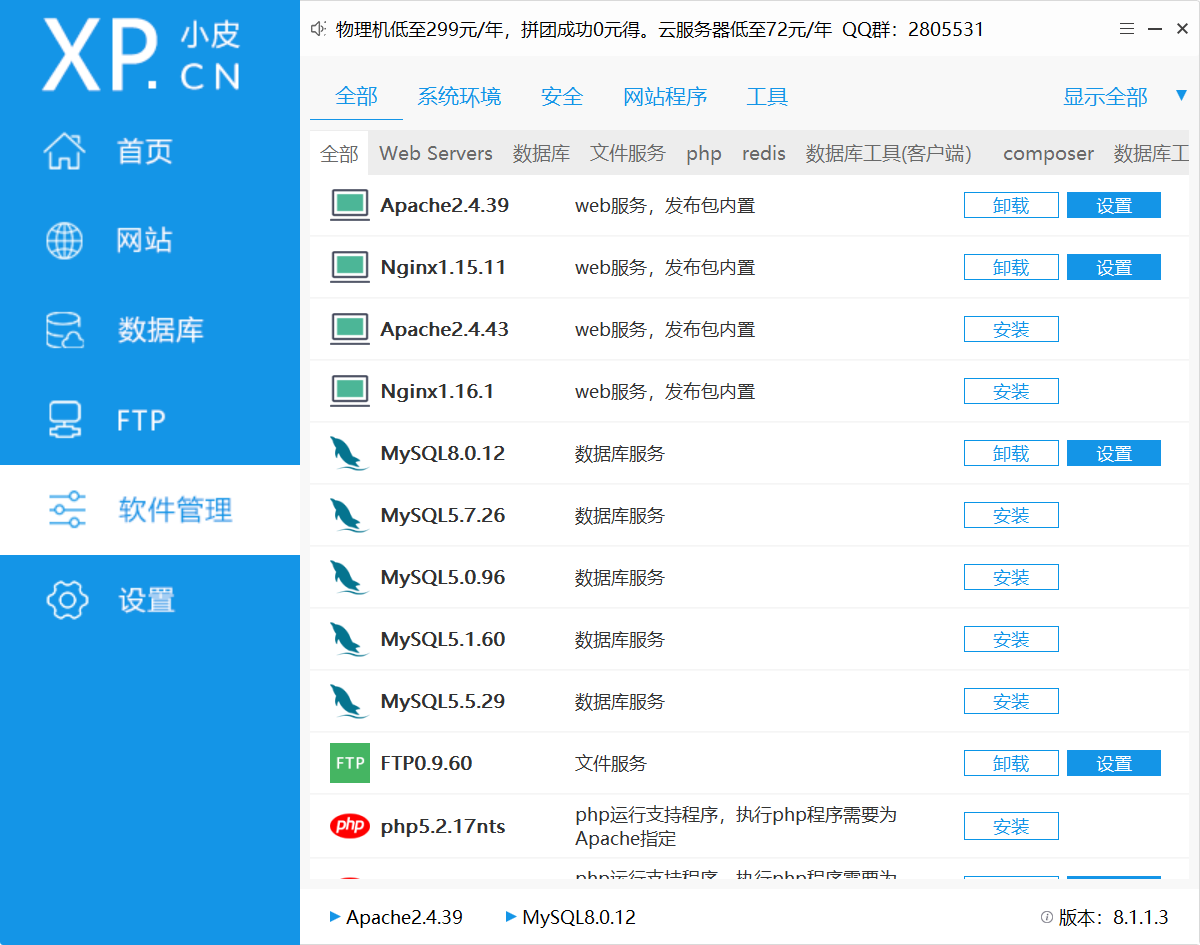 XP.CN 小皮
物理机低至299元/年，拼团成功0元得。云服务器低至72元/年 QQ群：2805531
首页
网站
数据库
FTP
软件管理
设置
全部 系统环境 安全 网站程序 工具 显示全部
全部 Web Servers 数据库 文件服务 php redis 数据库工具(客户端) composer 数据库工
Apache2.4.39 web服务，发布包内置 卸载 设置
Nginx1.15.11 web服务，发布包内置 卸载 设置
Apache2.4.43 web服务，发布包内置 安装
Nginx1.16.1 web服务，发布包内置 安装
MySQL8.0.12 数据库服务 卸载 设置
MySQL5.7.26 数据库服务 安装
MySQL5.0.96 数据库服务 安装
MySQL5.1.60 数据库服务 安装
MySQL5.5.29 数据库服务 安装
FTP FTP0.9.60 文件服务 卸载 设置
php php5.2.17nts php运行支持程序，执行php程序需要为 安装
Apache指定
php运行支持程序，执行php程序需要为
Apache2.4.39 MySQL8.0.12 版本：8.1.1.3